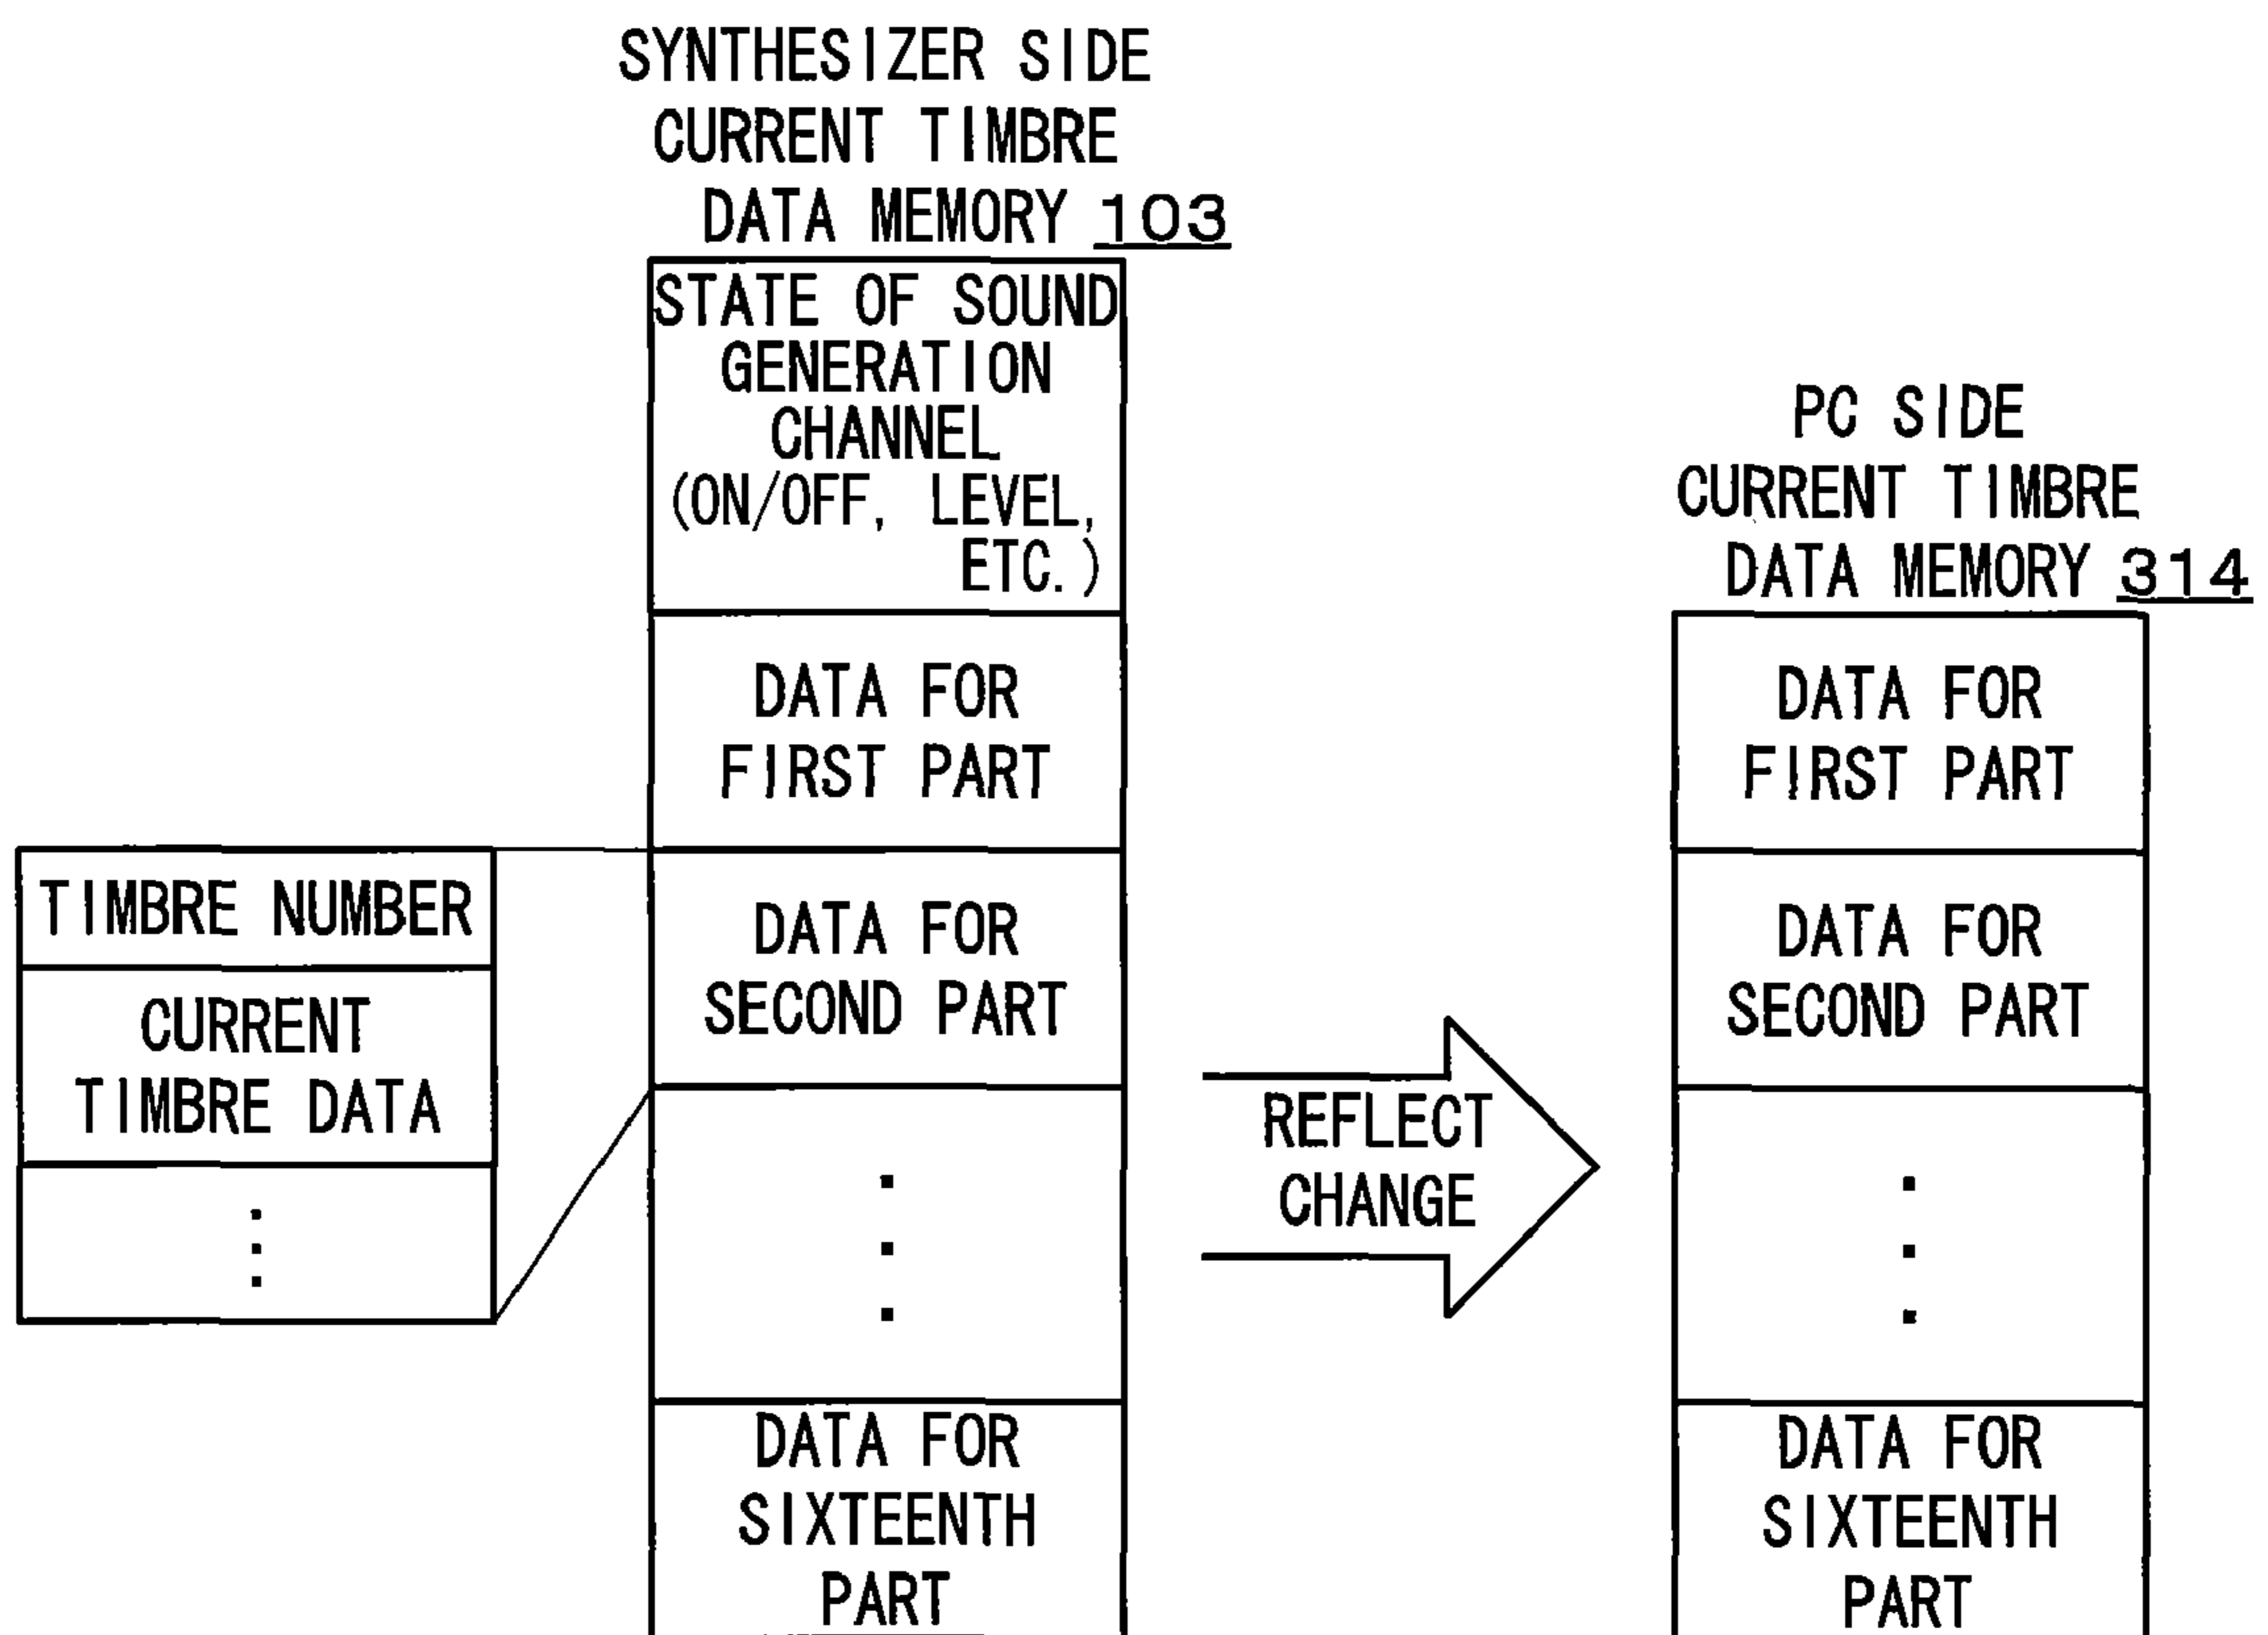 SYNTHESIZER SIDE
CURRENT TIMBRE
DATA MEMORY 103
STATE OF SOUND
GENERATION
CHANNEL
(ON/OFF, LEVEL,
ETC.)
DATA FOR
FIRST PART
DATA FOR
SECOND PART
DATA FOR
SIXTEENTH
PART
TIMBRE NUMBER
CURRENT
TIMBRE DATA
REFLECT
CHANGE
PC SIDE
CURRENT TIMBRE
DATA MEMORY 314
DATA FOR
FIRST PART
DATA FOR
SECOND PART
DATA FOR
SIXTEENTH
PART